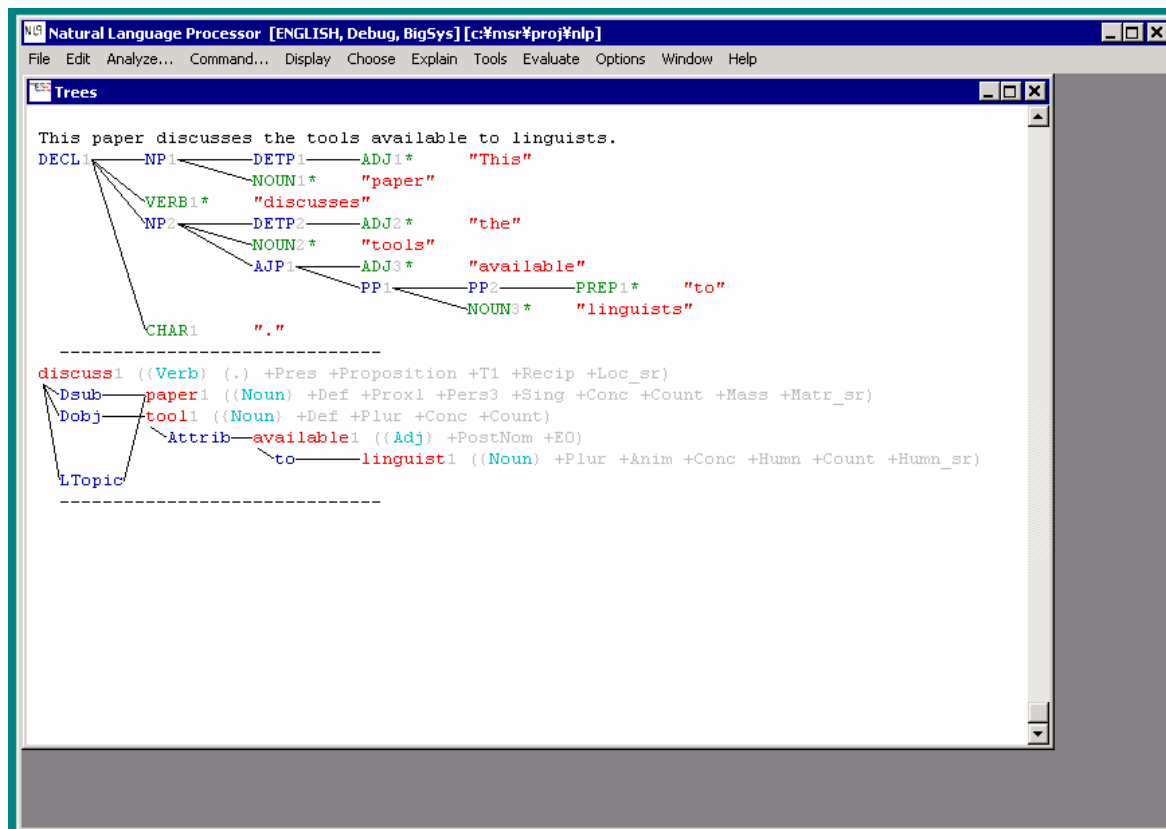 Natural Language Processor [ENGLISH, Debug, BigSys] [c:¥msr¥proj¥nlp]
File Edit Analyze... Command... Display Choose Explain Tools Evaluate Options Window Help
Trees
This paper discusses the tools available to linguists.
DECL1 NP1 DETP1 ADJ1* "This"
NOUN1* "paper"
VERB1* "discusses"
NP2 DETP2 ADJ2* "the"
NOUN2* "tools"
AJP1 ADJ3* "available"
PP1 PP2 PREP1* "to"
NOUN3* "linguists"
CHAR1 "."
------------------------------
discuss1 ({Verb} (.) +Pres +Proposition +T1 +Recip +Loc_sr)
Dsub paper1 ({Noun} +Def +Proxl +Pers3 +Sing +Conc +Count +Mass +Matr_sr)
Dobj tool1 ({Noun} +Def +Plur +Conc +Count)
Attrib available1 ({Adj} +PostNom +E0)
to linguist1 ({Noun} +Plur +Anim +Conc +Humn +Count +Humn_sr)
LTopic
------------------------------